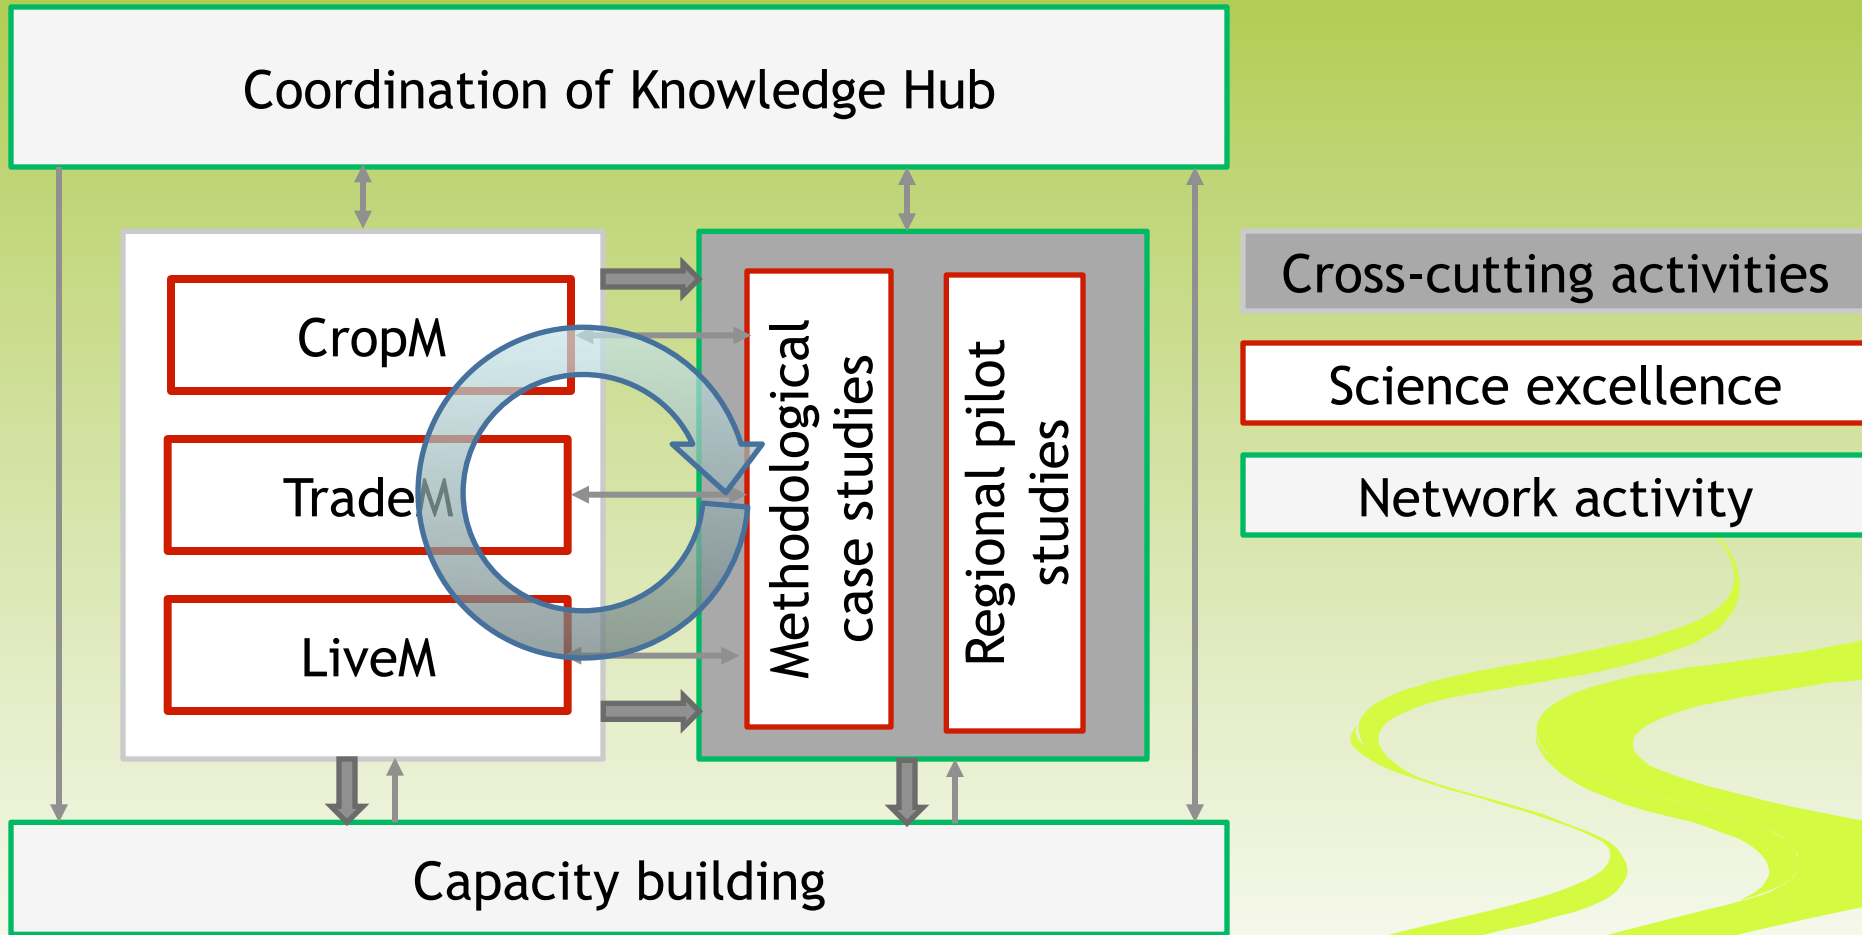 Coordination of Knowledge Hub
CropM
TradeM
LiveM
Methodological
case studies
Regional pilot
studies
Cross-cutting activities
Science excellence
Network activity
Capacity building